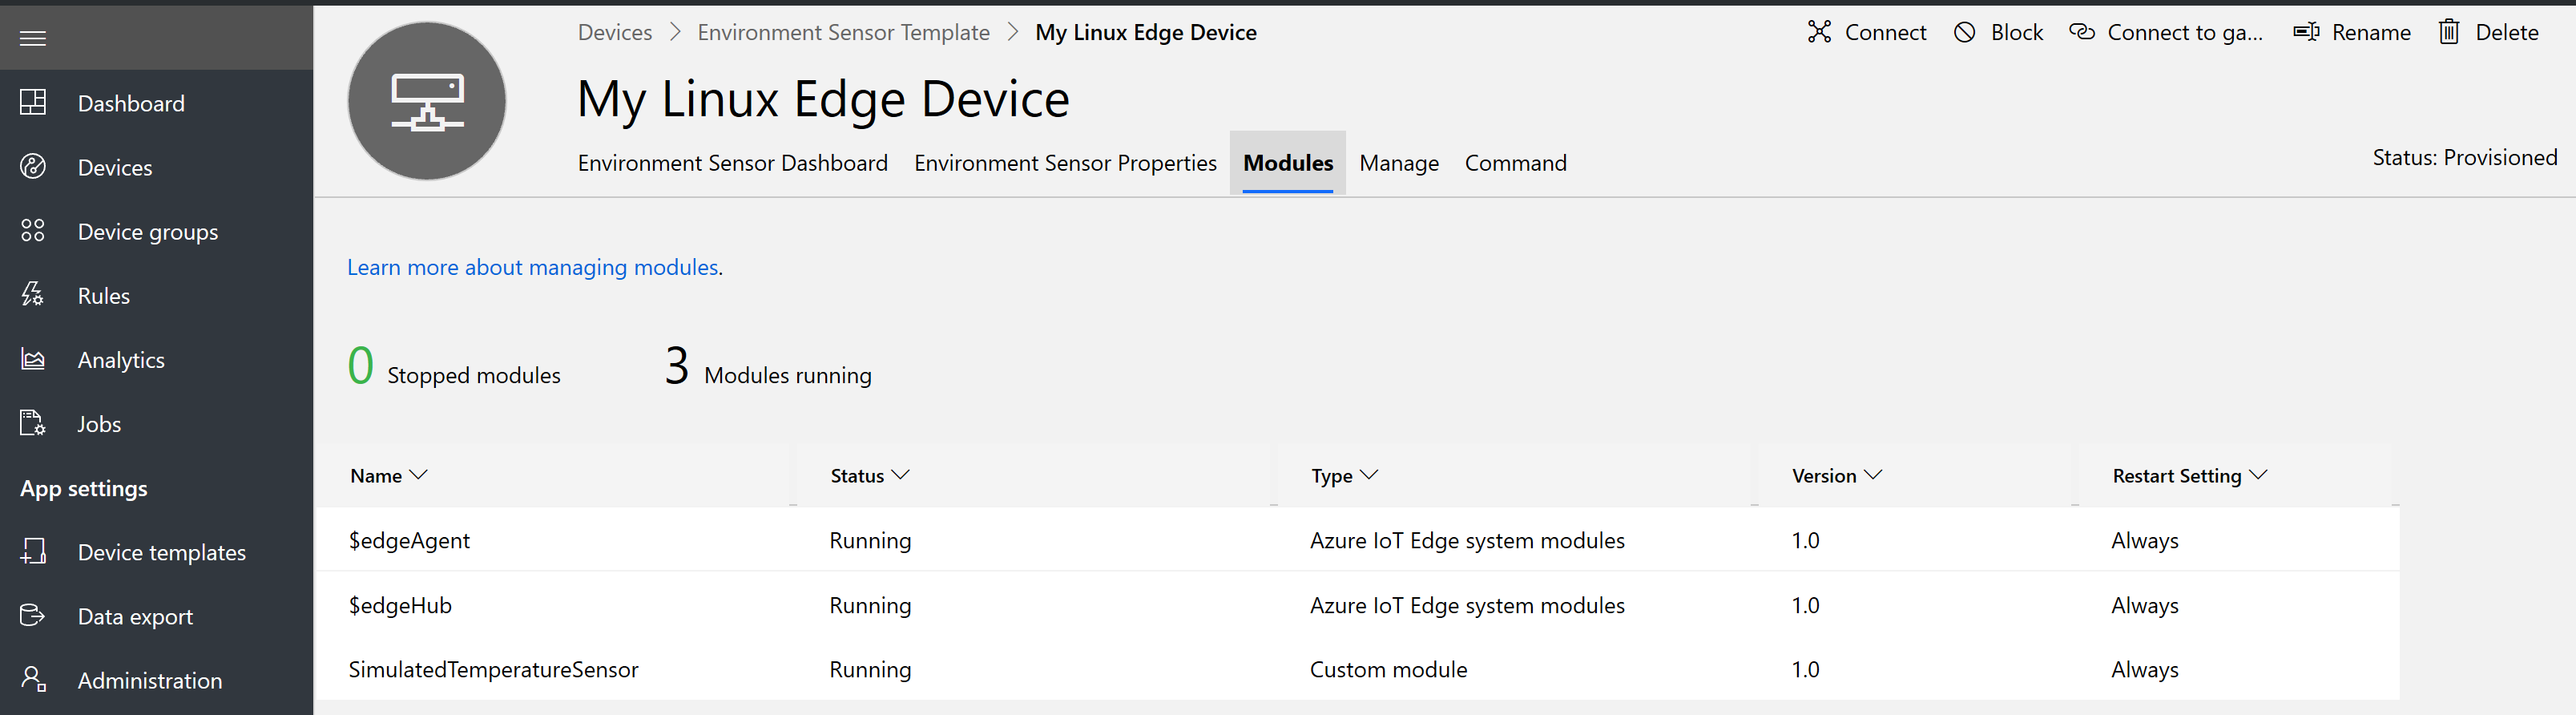 Devices > Environment Sensor Template > My Linux Edge Device
Connect
Block
Connect to ga...
Rename
Delete
My Linux Edge Device
Environment Sensor Dashboard
Environment Sensor Properties
Modules
Manage
Command
Status: Provisioned
Dashboard
Devices
Device groups
Rules
Analytics
Jobs
App settings
Device templates
Data export
Administration
Learn more about managing modules.
0 Stopped modules
3 Modules running
Name Status Type Version Restart Setting
$edgeAgent Running Azure IoT Edge system modules 1.0 Always
$edgeHub Running Azure IoT Edge system modules 1.0 Always
SimulatedTemperatureSensor Running Custom module 1.0 Always